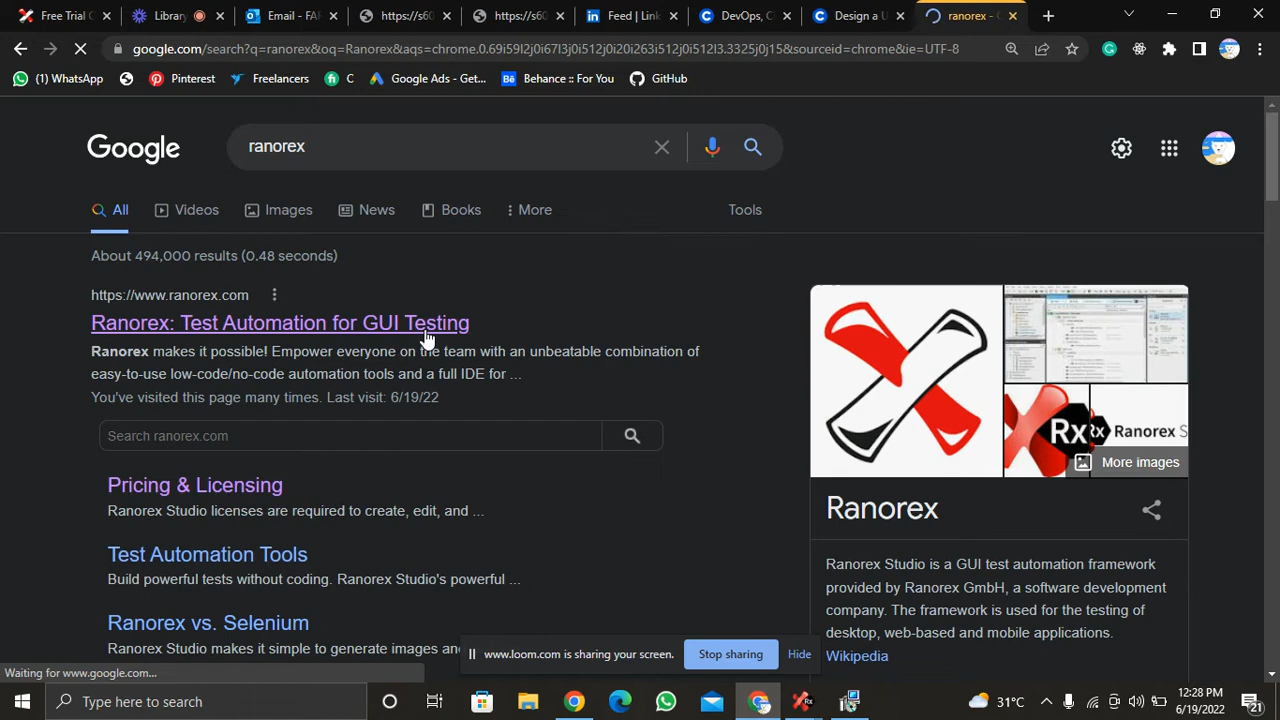 Free Trial C
Library
Email - FAH
https://s60
https://s60
Feed | Link
DevOps, C
Design a U
ranorex - G
google.com/search?q=ranorex&oq=Ranorex&aqs=chrome.0.69i59l2j0i67l3j0i512j0i20i263i512j0i512l3.3325j0j15&sourceid=chrome&ie=UTF-8
(1) WhatsApp
Pinterest
Freelancers
fi C
Google Ads - Get...
Bē Behance :: For You
GitHub
Google
ranorex
All
Videos
Images
News
Books
More
Tools
About 494,000 results (0.48 seconds)
https://www.ranorex.com
Ranorex: Test Automation for GUI Testing
Ranorex makes it possible! Empower everyone on the team with an unbeatable combination of
easy-to-use low-code/no-code automation tools and a full IDE for ...
You've visited this page many times. Last visit: 6/19/22
Search ranorex.com
Pricing & Licensing
Ranorex Studio licenses are required to create, edit, and ...
Test Automation Tools
Build powerful tests without coding. Ranorex Studio's powerful ...
Ranorex vs. Selenium
Ranorex Studio makes it simple to generate images an
Rx
Rx Ranorex S
More images
Ranorex
Ranorex Studio is a GUI test automation framework
provided by Ranorex GmbH, a software development
company. The framework is used for the testing of
desktop, web-based and mobile applications.
Wikipedia
www.loom.com is sharing your screen.
Stop sharing
Hide
Waiting for www.google.com...
Type here to search
31°C
12:28 PM
6/19/2022
21